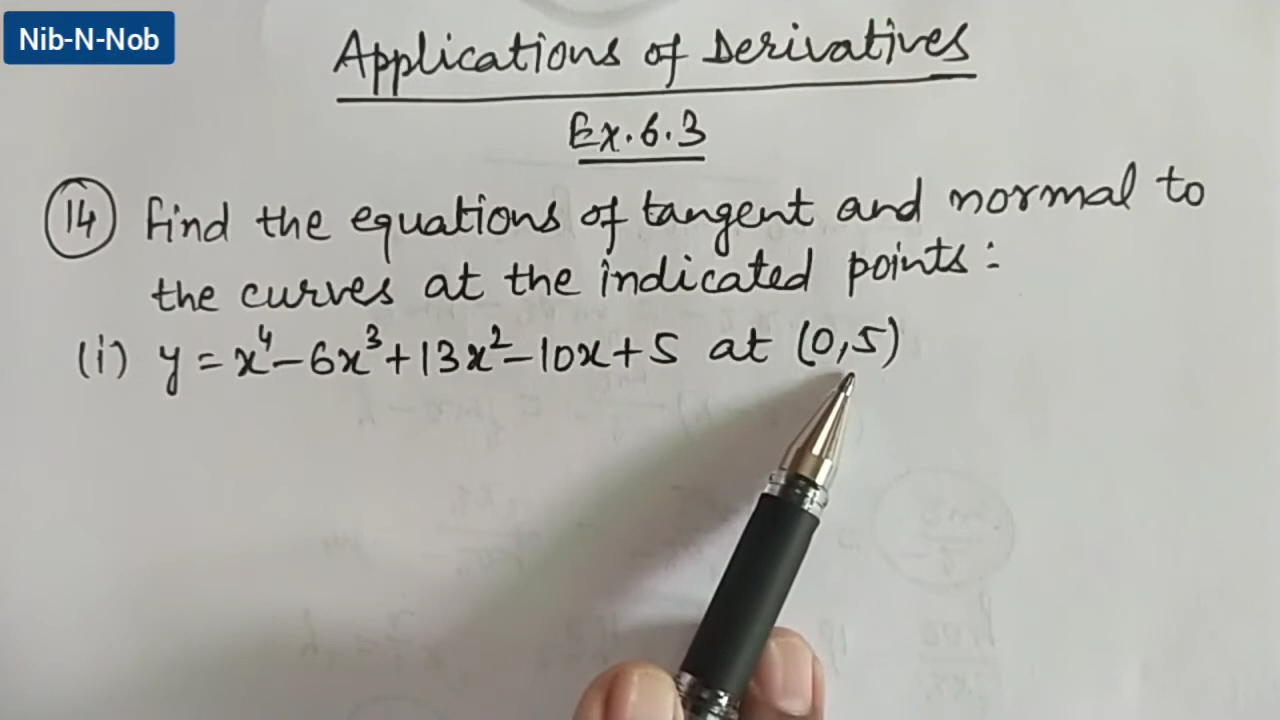 Nib-N-Nob
Applications of Derivatives
Ex. 6.3
14 Find the equations of tangent and normal to
the curves at the indicated points:
(i) y = x⁴ - 6x³ + 13x² - 10x + 5 at (0,5)